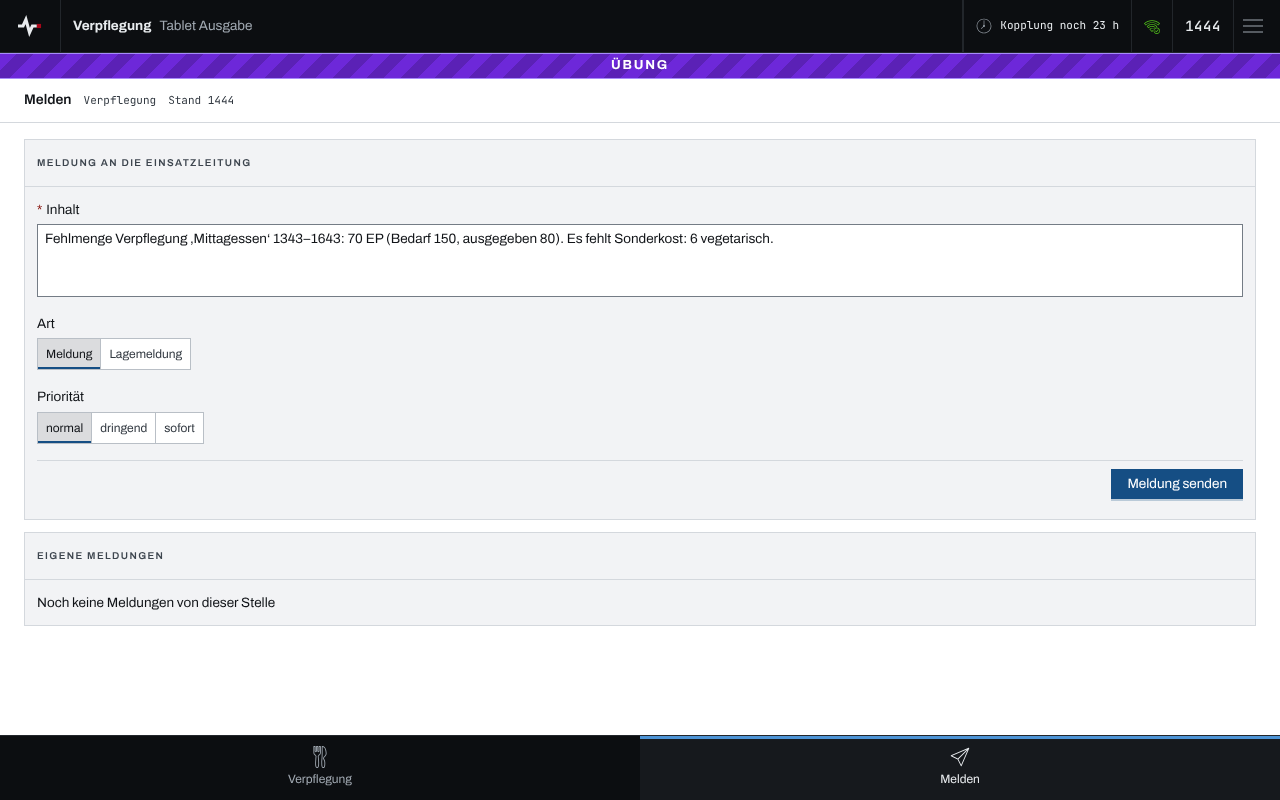 Verpflegung Tablet Ausgabe
Kopplung noch 23 h
1444
ÜBUNG
Melden Verpflegung Stand 1444
MELDUNG AN DIE EINSATZLEITUNG
* Inhalt
Fehlmenge Verpflegung ‚Mittagessen‘ 1343–1643: 70 EP (Bedarf 150, ausgegeben 80). Es fehlt Sonderkost: 6 vegetarisch.
Art
Meldung Lagemeldung
Priorität
normal dringend sofort
Meldung senden
EIGENE MELDUNGEN
Noch keine Meldungen von dieser Stelle
Verpflegung
Melden